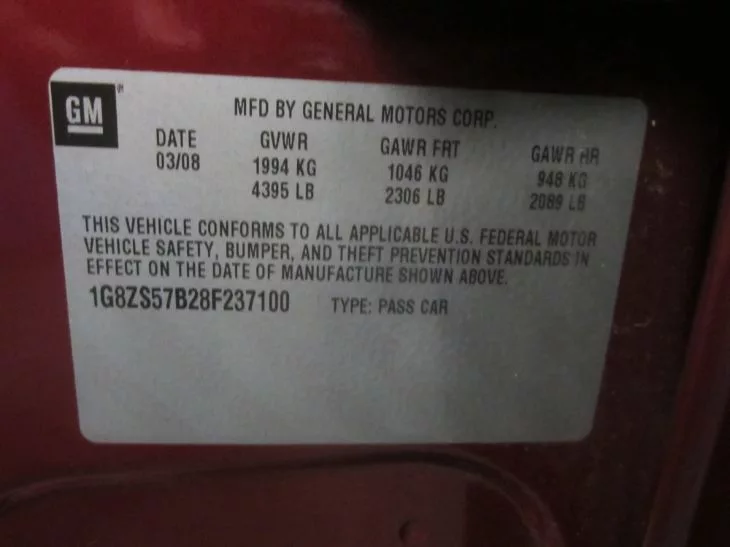 GM
MFD BY GENERAL MOTORS CORP.
DATE GVWR GAWR FRT GAWR RR
03/08 1994 KG 1046 KG 948 KG
4395 LB 2306 LB 2089 LB
THIS VEHICLE CONFORMS TO ALL APPLICABLE U.S. FEDERAL MOTOR
VEHICLE SAFETY, BUMPER, AND THEFT PREVENTION STANDARDS IN
EFFECT ON THE DATE OF MANUFACTURE SHOWN ABOVE.
1G8ZS57B28F237100 TYPE: PASS CAR